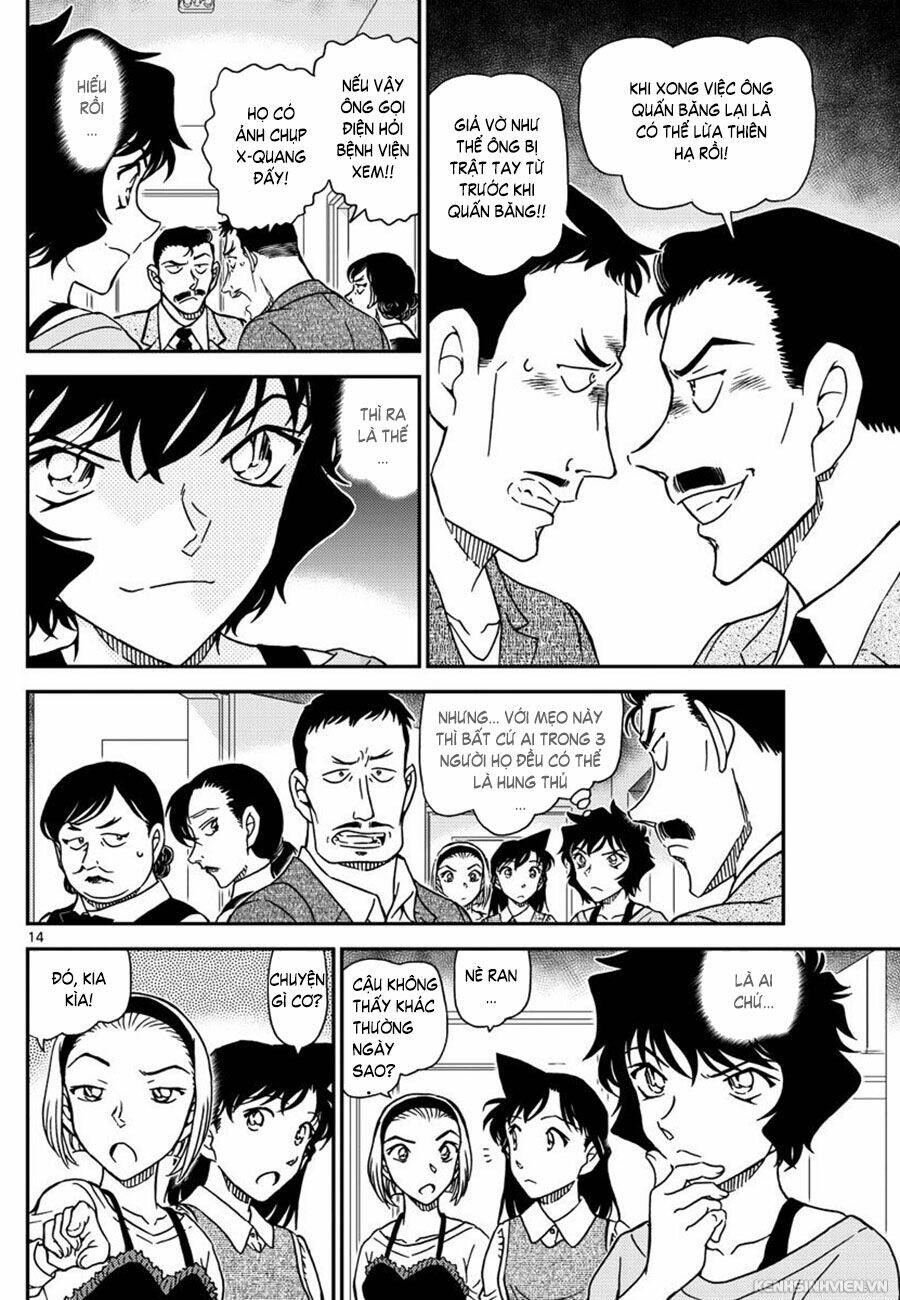 KHI XONG VIỆC ÔNG
QUẤN BĂNG LẠI LÀ
CÓ THỂ LỪA THIÊN
HẠ RỒI!
GIẢ VỜ NHƯ
THỂ ÔNG BỊ
TRẬT TAY TỪ
TRƯỚC KHI
QUẤN BĂNG!!
NẾU VẬY
ÔNG GỌI
ĐIỆN HỎI
BỆNH VIỆN
XEM!!
HỌ CÓ
ẢNH CHỤP
X-QUANG
ĐẤY!
HIỂU
RỒI
...
THÌ RA
LÀ THẾ
...
NHƯNG... VỚI MẸO NÀY
THÌ BẤT CỨ AI TRONG 3
NGƯỜI HỌ ĐỀU CÓ THỂ
LÀ HUNG THỦ
...
14
LÀ AI
CHỨ...
NÈ RAN
...
CẬU KHÔNG
THẤY KHÁC
THƯỜNG
NGÀY
SAO?
CHUYỆN
GÌ CƠ?
ĐÓ, KIA
KÌA!
KENHSINHVIEN.VN